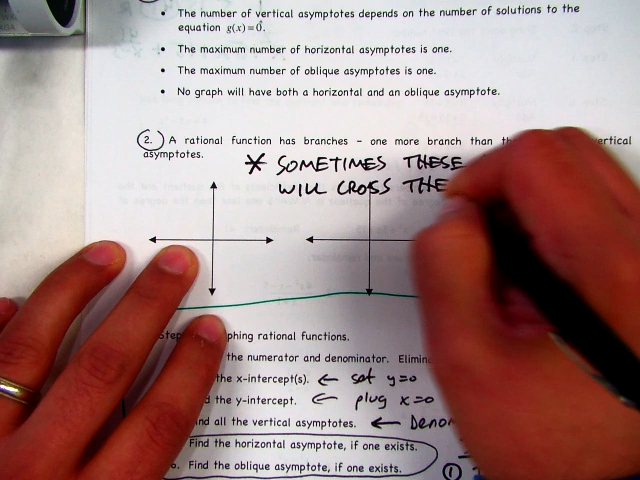 • The number of vertical asymptotes depends on the number of solutions to the
equation g(x)=0.
• The maximum number of horizontal asymptotes is one.
• The maximum number of oblique asymptotes is one.
• No graph will have both a horizontal and an oblique asymptote.
2. A rational function has branches – one more branch than vertical
asymptotes.
* SOMETIMES THESE
WILL CROSS THE
rational functions.
the numerator and denominator.
the x-intercept(s). ← set y=0
the y-intercept. ← plug x=0
all the vertical asymptotes. ←
Find the horizontal asymptote, if one exists.
Find the oblique asymptote, if one exists. 1